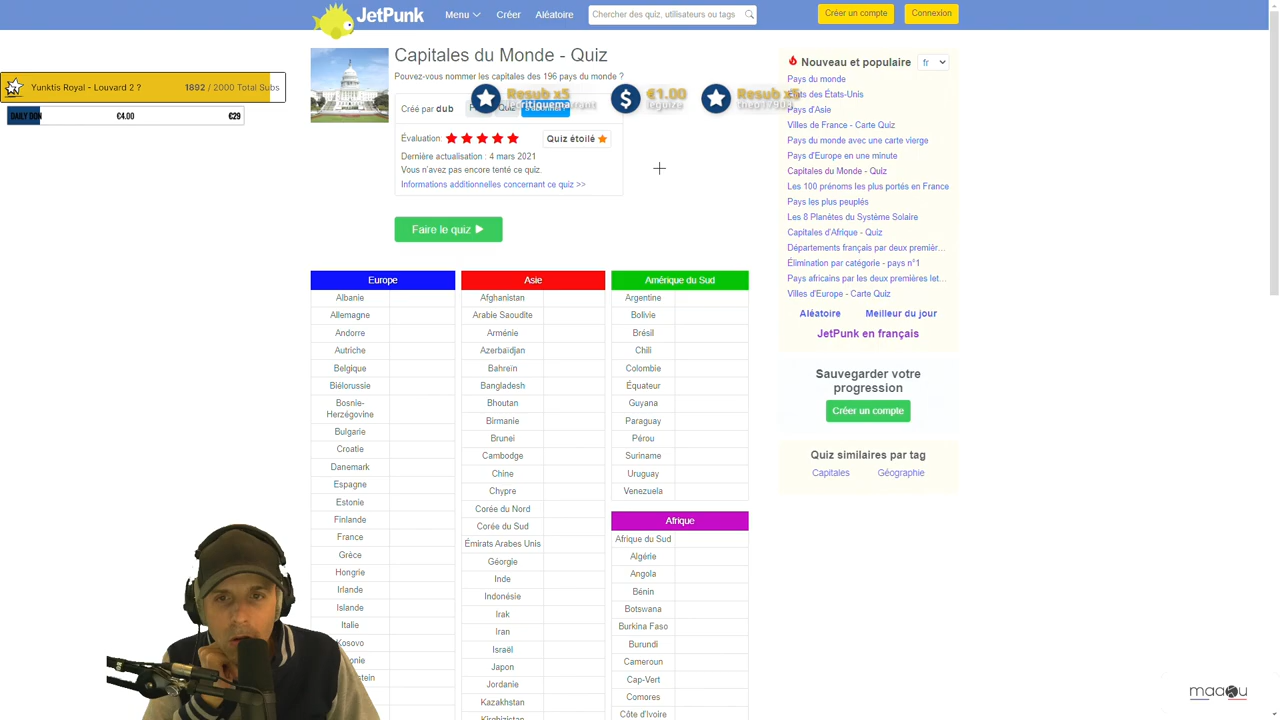 JetPunk
Menu
Créer
Aléatoire
Chercher des quiz, utilisateurs ou tags
Créer un compte
Connexion
Yunktis Royal - Louvard 2 ?
1892 / 2000 Total Subs
DAILY DON
€4.00
€29
Capitales du Monde - Quiz
Pouvez-vous nommer les capitales des 196 pays du monde ?
Resub x5
€1.00
leguize
Créé par dub
Évaluation:
Quiz étoilé
Dernière actualisation : 4 mars 2021
Vous n'avez pas encore tenté ce quiz.
Informations additionnelles concernant ce quiz >>
Faire le quiz
Europe
Albanie
Allemagne
Andorre
Autriche
Belgique
Biélorussie
Bosnie-
Herzégovine
Bulgarie
Croatie
Danemark
Espagne
Estonie
Finlande
France
Grèce
Hongrie
Irlande
Islande
Italie
Kosovo
Asie
Afghanistan
Arabie Saoudite
Arménie
Azerbaïdjan
Bahreïn
Bangladesh
Bhoutan
Birmanie
Brunei
Cambodge
Chine
Chypre
Corée du Nord
Corée du Sud
Émirats Arabes Unis
Géorgie
Inde
Indonésie
Irak
Iran
Israël
Japon
Jordanie
Kazakhstan
Kirghizistan
Amérique du Sud
Argentine
Bolivie
Brésil
Chili
Colombie
Équateur
Guyana
Paraguay
Pérou
Suriname
Uruguay
Venezuela
Afrique
Afrique du Sud
Algérie
Angola
Bénin
Botswana
Burkina Faso
Burundi
Cameroun
Cap-Vert
Comores
Côte d'Ivoire
Nouveau et populaire
fr
Pays du monde
États des États-Unis
Pays d'Asie
Villes de France - Carte Quiz
Pays du monde avec une carte vierge
Pays d'Europe en une minute
Capitales du Monde - Quiz
Les 100 prénoms les plus portés en France
Pays les plus peuplés
Les 8 Planètes du Système Solaire
Capitales d'Afrique - Quiz
Départements français par deux premièr...
Élimination par catégorie - pays n°1
Pays africains par les deux premières let...
Villes d'Europe - Carte Quiz
Aléatoire
Meilleur du jour
JetPunk en français
Sauvegarder votre
progression
Créer un compte
Quiz similaires par tag
Capitales
Géographie